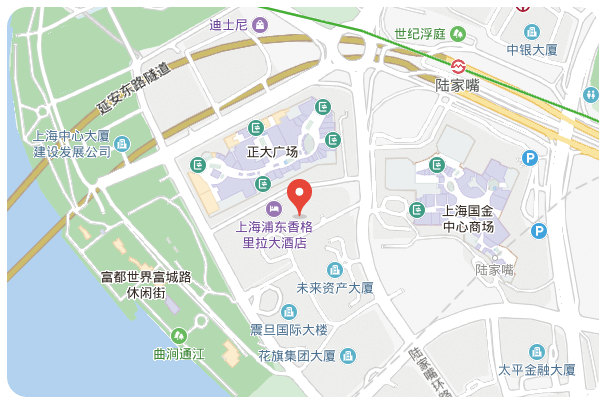 迪士尼
世纪浮庭
中银大厦
延安东路隧道
陆家嘴
上海中心大厦
建设发展公司
正大广场
P
上海国金
中心商场
上海浦东香格
里拉大酒店
P
陆家嘴
富都世界富城路
休闲街
未来资产大厦
震旦国际大楼
曲涧通江
花旗集团大厦
陆家嘴环路
太平金融大厦